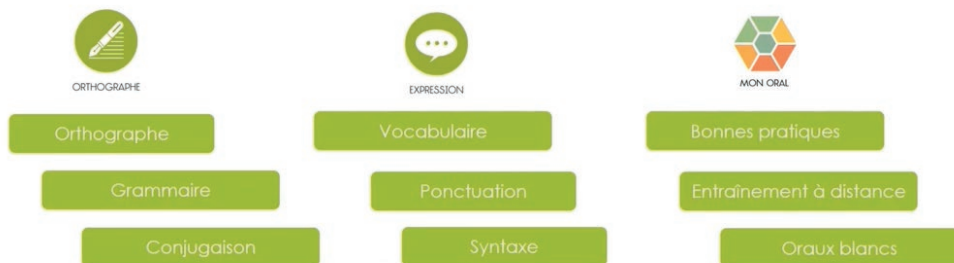 ORTHOGRAPHE
Orthographe
Grammaire
Conjugaison
EXPRESSION
Vocabulaire
Ponctuation
Syntaxe
MON ORAL
Bonnes pratiques
Entraînement à distance
Oraux blancs